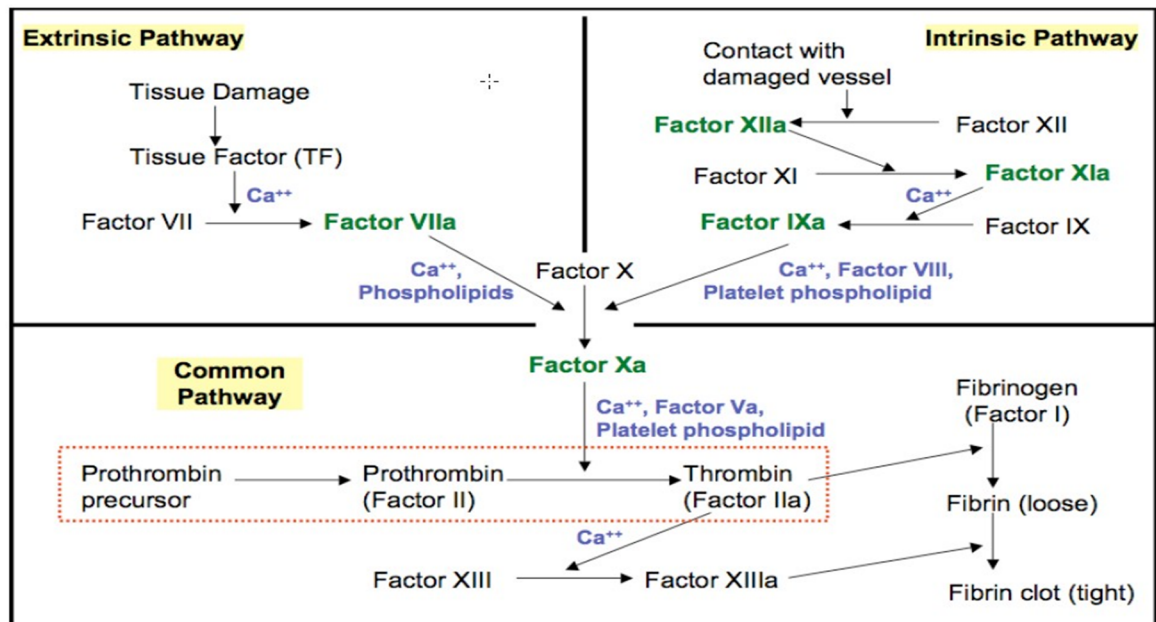 Extrinsic Pathway
Tissue Damage
Tissue Factor (TF)
Ca⁺⁺
Factor VII
Factor VIIa
Ca⁺⁺,
Phospholipids
Intrinsic Pathway
Contact with
damaged vessel
Factor XIIa
Factor XII
Factor XI
Factor XIa
Ca⁺⁺
Factor IXa
Factor IX
Ca⁺⁺, Factor VIII,
Platelet phospholipid
Factor X
Common
Pathway
Factor Xa
Ca⁺⁺, Factor Va,
Platelet phospholipid
Prothrombin
precursor
Prothrombin
(Factor II)
Thrombin
(Factor IIa)
Ca⁺⁺
Factor XIII
Factor XIIIa
Fibrinogen
(Factor I)
Fibrin (loose)
Fibrin clot (tight)